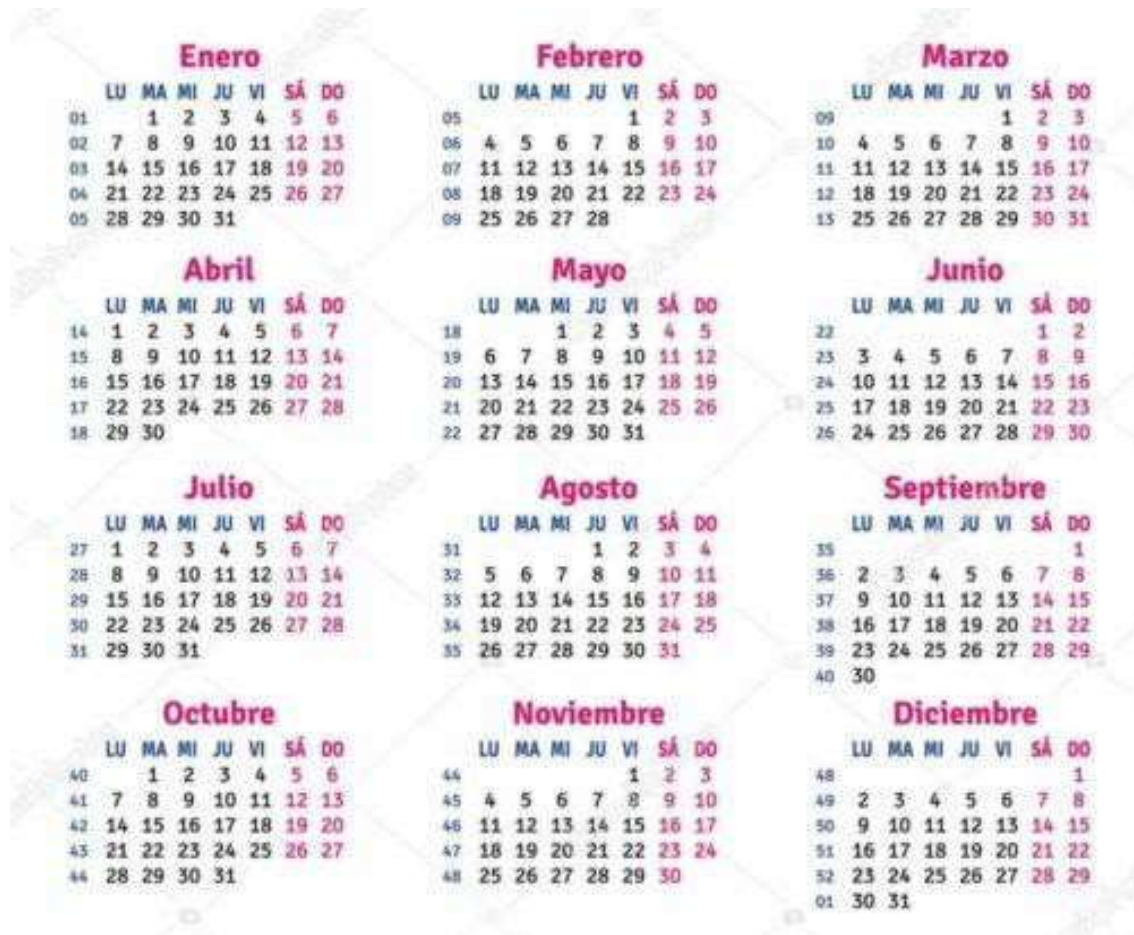 Enero Febrero Marzo
LU MA MI JU VI SÁ DO LU MA MI JU VI SÁ DO LU MA MI JU VI SÁ DO
01 1 2 3 4 5 6 05 1 2 3 09 1 2 3
02 7 8 9 10 11 12 13 06 4 5 6 7 8 9 10 10 4 5 6 7 8 9 10
03 14 15 16 17 18 19 20 07 11 12 13 14 15 16 17 11 11 12 13 14 15 16 17
04 21 22 23 24 25 26 27 08 18 19 20 21 22 23 24 12 18 19 20 21 22 23 24
05 28 29 30 31 09 25 26 27 28 13 25 26 27 28 29 30 31
Abril Mayo Junio
LU MA MI JU VI SÁ DO LU MA MI JU VI SÁ DO LU MA MI JU VI SÁ DO
14 1 2 3 4 5 6 7 18 1 2 3 4 5 22 1 2
15 8 9 10 11 12 13 14 19 6 7 8 9 10 11 12 23 3 4 5 6 7 8 9
16 15 16 17 18 19 20 21 20 13 14 15 16 17 18 19 24 10 11 12 13 14 15 16
17 22 23 24 25 26 27 28 21 20 21 22 23 24 25 26 25 17 18 19 20 21 22 23
18 29 30 22 27 28 29 30 31 26 24 25 26 27 28 29 30
Julio Agosto Septiembre
LU MA MI JU VI SÁ DO LU MA MI JU VI SÁ DO LU MA MI JU VI SÁ DO
27 1 2 3 4 5 6 7 31 1 2 3 4 35 1
28 8 9 10 11 12 13 14 32 5 6 7 8 9 10 11 36 2 3 4 5 6 7 8
29 15 16 17 18 19 20 21 33 12 13 14 15 16 17 18 37 9 10 11 12 13 14 15
30 22 23 24 25 26 27 28 34 19 20 21 22 23 24 25 38 16 17 18 19 20 21 22
31 29 30 31 35 26 27 28 29 30 31 39 23 24 25 26 27 28 29
40 30
Octubre Noviembre Diciembre
LU MA MI JU VI SÁ DO LU MA MI JU VI SÁ DO LU MA MI JU VI SÁ DO
40 1 2 3 4 5 6 44 1 2 3 48 1
41 7 8 9 10 11 12 13 45 4 5 6 7 8 9 10 49 2 3 4 5 6 7 8
42 14 15 16 17 18 19 20 46 11 12 13 14 15 16 17 50 9 10 11 12 13 14 15
43 21 22 23 24 25 26 27 47 18 19 20 21 22 23 24 51 16 17 18 19 20 21 22
44 28 29 30 31 48 25 26 27 28 29 30 52 23 24 25 26 27 28 29
01 30 31